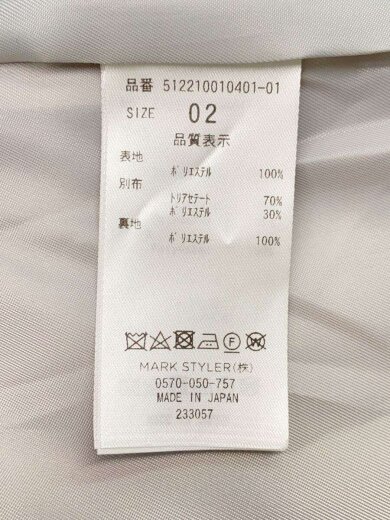 品番 512210010401-01
SIZE 02
品質表示
表地
ﾎﾟﾘｴｽﾃﾙ 100%
別布
ﾄﾘｱｾﾃｰﾄ 70%
ﾎﾟﾘｴｽﾃﾙ 30%
裏地
ﾎﾟﾘｴｽﾃﾙ 100%
MARK STYLER(株)
0570-050-757
MADE IN JAPAN
233057